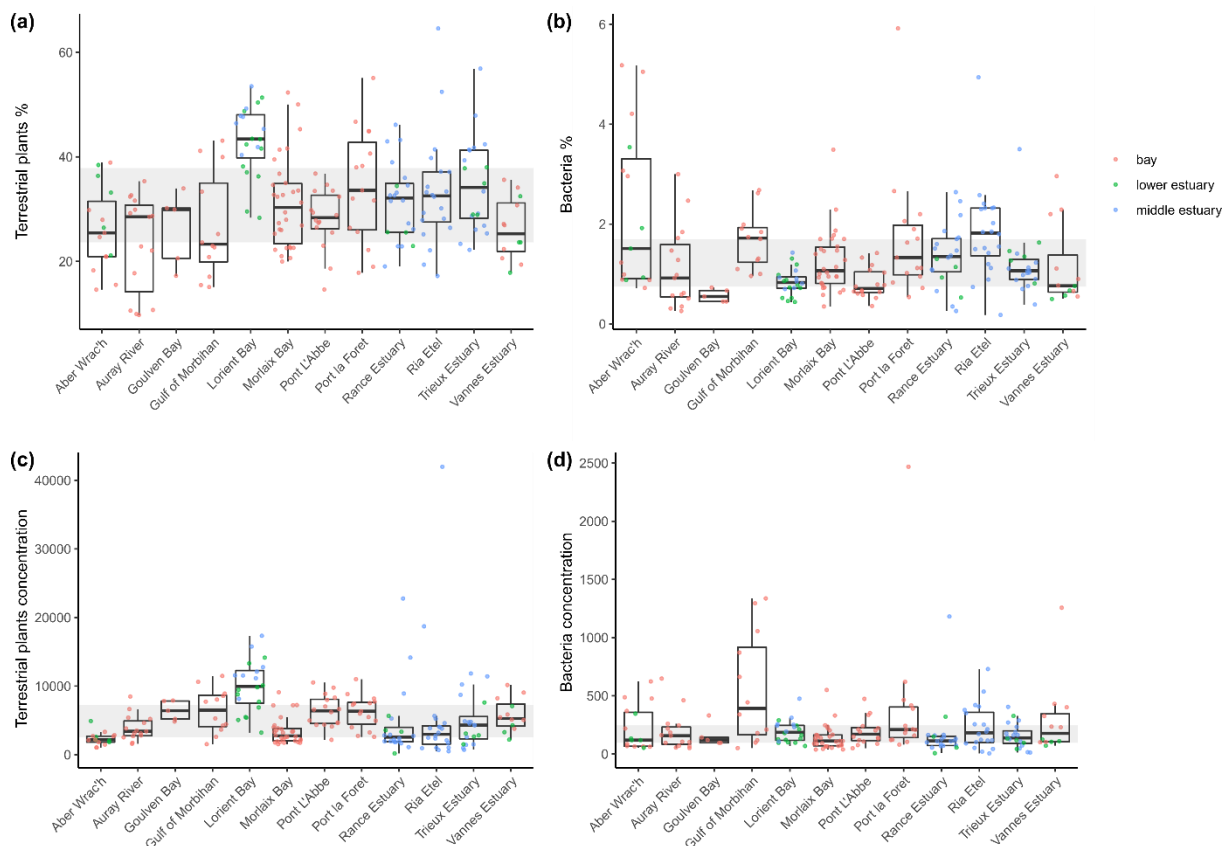 (a)
Terrestrial plants %
60
40
20
Aber Wrac'h
Auray River
Goulven Bay
Gulf of Morbihan
Lorient Bay
Morlaix Bay
Pont L'Abbe
Port la Foret
Rance Estuary
Ria Etel
Trieux Estuary
Vannes Estuary
(b)
Bacteria %
6
4
2
0
Aber Wrac'h
Auray River
Goulven Bay
Gulf of Morbihan
Lorient Bay
Morlaix Bay
Pont L'Abbe
Port la Foret
Rance Estuary
Ria Etel
Trieux Estuary
Vannes Estuary
bay
lower estuary
middle estuary
(c)
Terrestrial plants concentration
40000
30000
20000
10000
0
Aber Wrac'h
Auray River
Goulven Bay
Gulf of Morbihan
Lorient Bay
Morlaix Bay
Pont L'Abbe
Port la Foret
Rance Estuary
Ria Etel
Trieux Estuary
Vannes Estuary
(d)
Bacteria concentration
2500
2000
1500
1000
500
0
Aber Wrac'h
Auray River
Goulven Bay
Gulf of Morbihan
Lorient Bay
Morlaix Bay
Pont L'Abbe
Port la Foret
Rance Estuary
Ria Etel
Trieux Estuary
Vannes Estuary